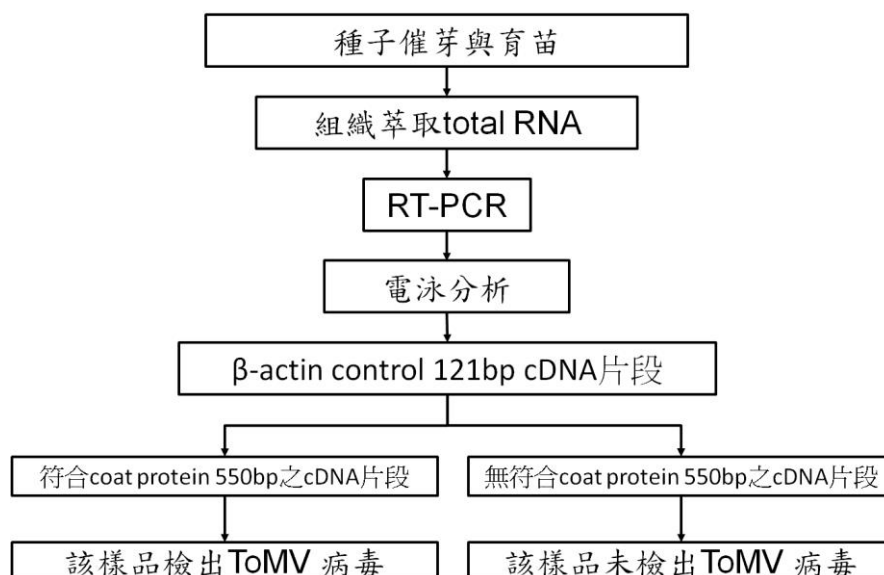 種子催芽與育苗
組織萃取total RNA
RT-PCR
電泳分析
β-actin control 121bp cDNA片段
符合coat protein 550bp之cDNA片段
無符合coat protein 550bp之cDNA片段
該樣品檢出ToMV 病毒
該樣品未檢出ToMV 病毒